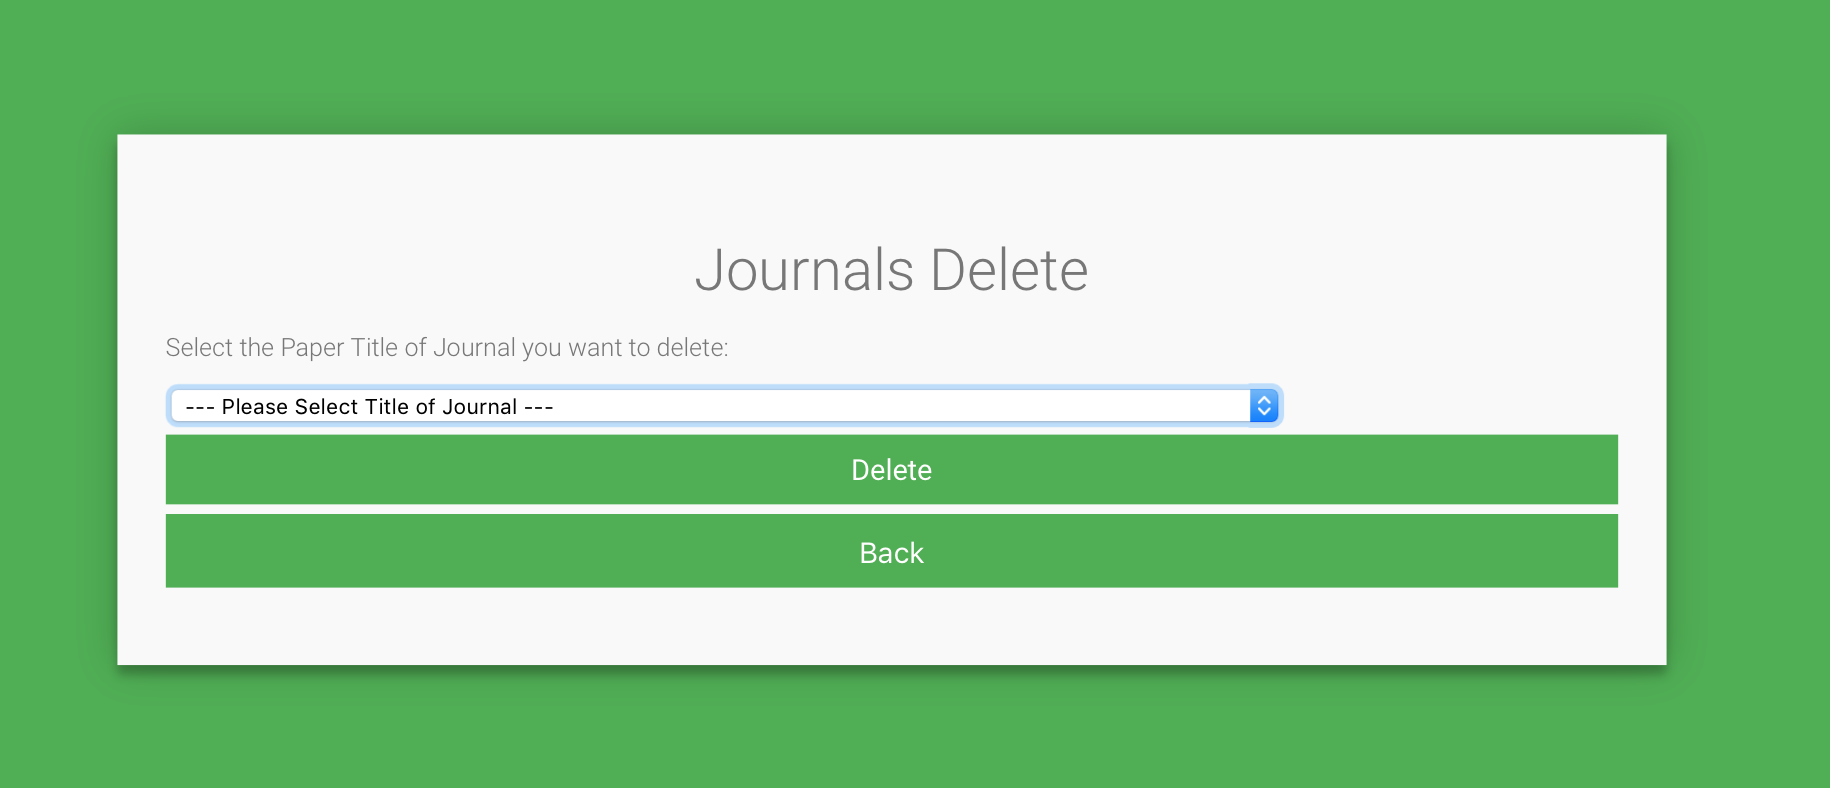 Journals Delete
Select the Paper Title of Journal you want to delete:
--- Please Select Title of Journal ---
Delete
Back